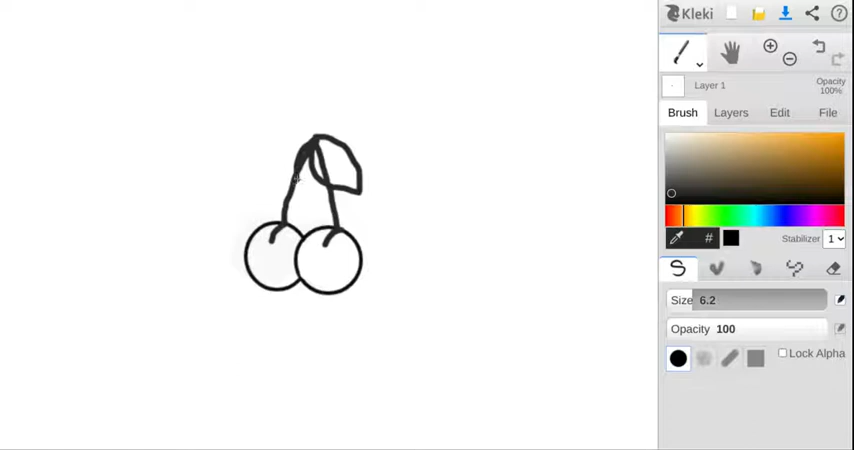 Kleki
Layer 1
Opacity
100%
Brush Layers Edit File
#
Stabilizer 1
Size 6.2
Opacity 100
Lock Alpha